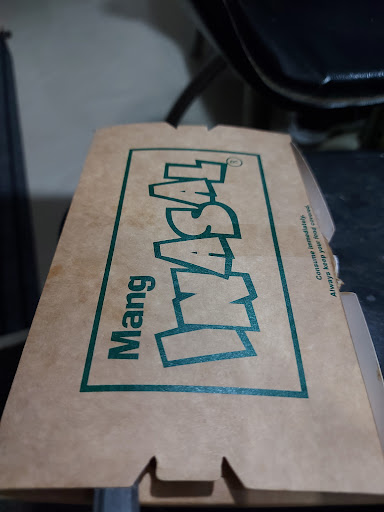 Mang
INASAL®
Consume immediately.
Always keep your food covered.